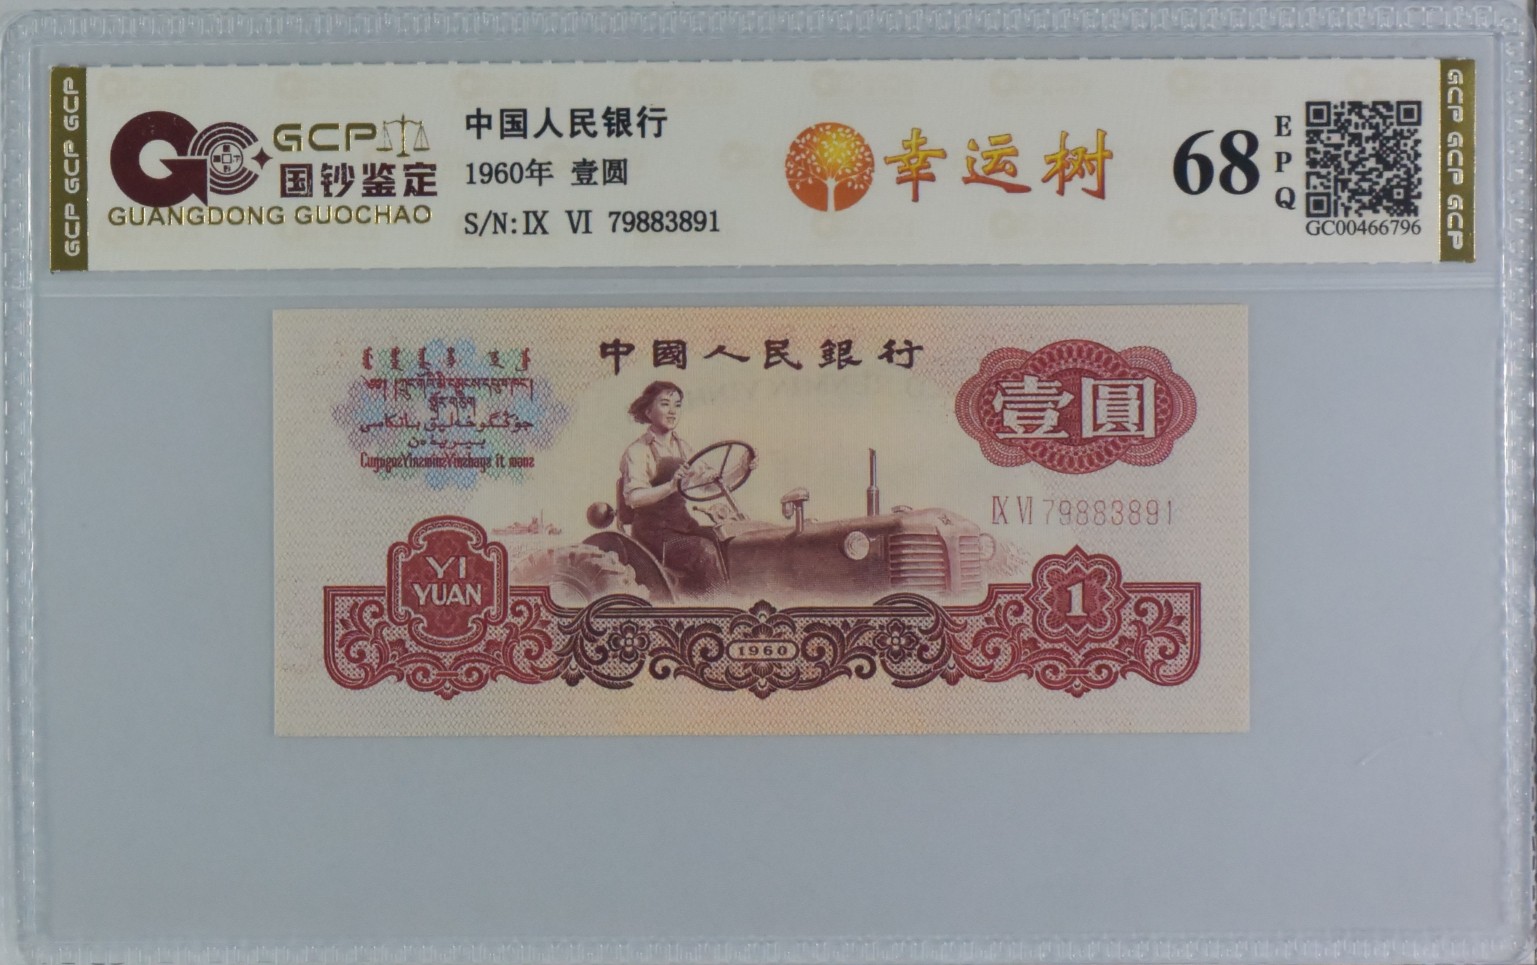 GCP GCP GCP
GCP
国钞鉴定
GUANGDONG GUOCHAO
中国人民银行
1960年 壹圆
S/N: IX VI 79883891
幸运树
68
EPQ
GC00466796
GCP GCP GCP
中國人民銀行
壹圓
IX VI 79883891
YI
YUAN
1960
1